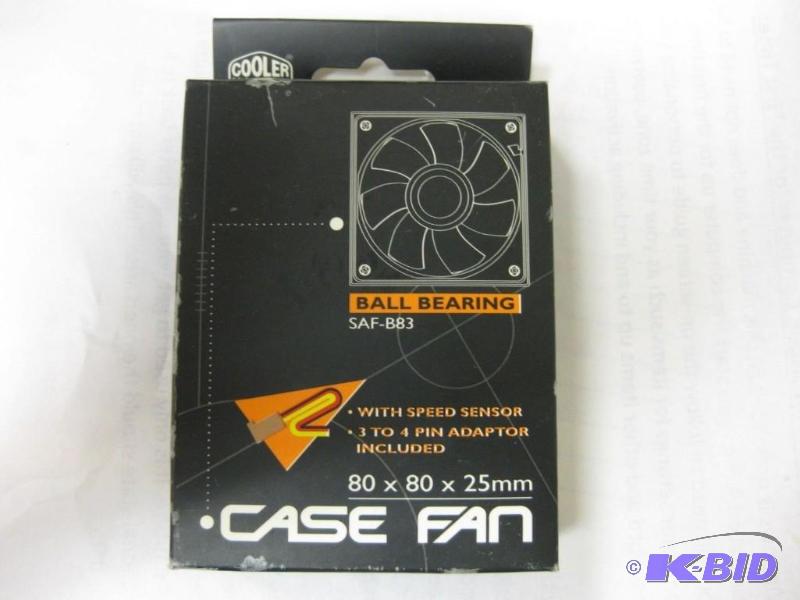 COOLER
BALL BEARING
SAF-B83
• WITH SPEED SENSOR
• 3 TO 4 PIN ADAPTOR
INCLUDED
80 x 80 x 25mm
CASE FAN
© K-BID